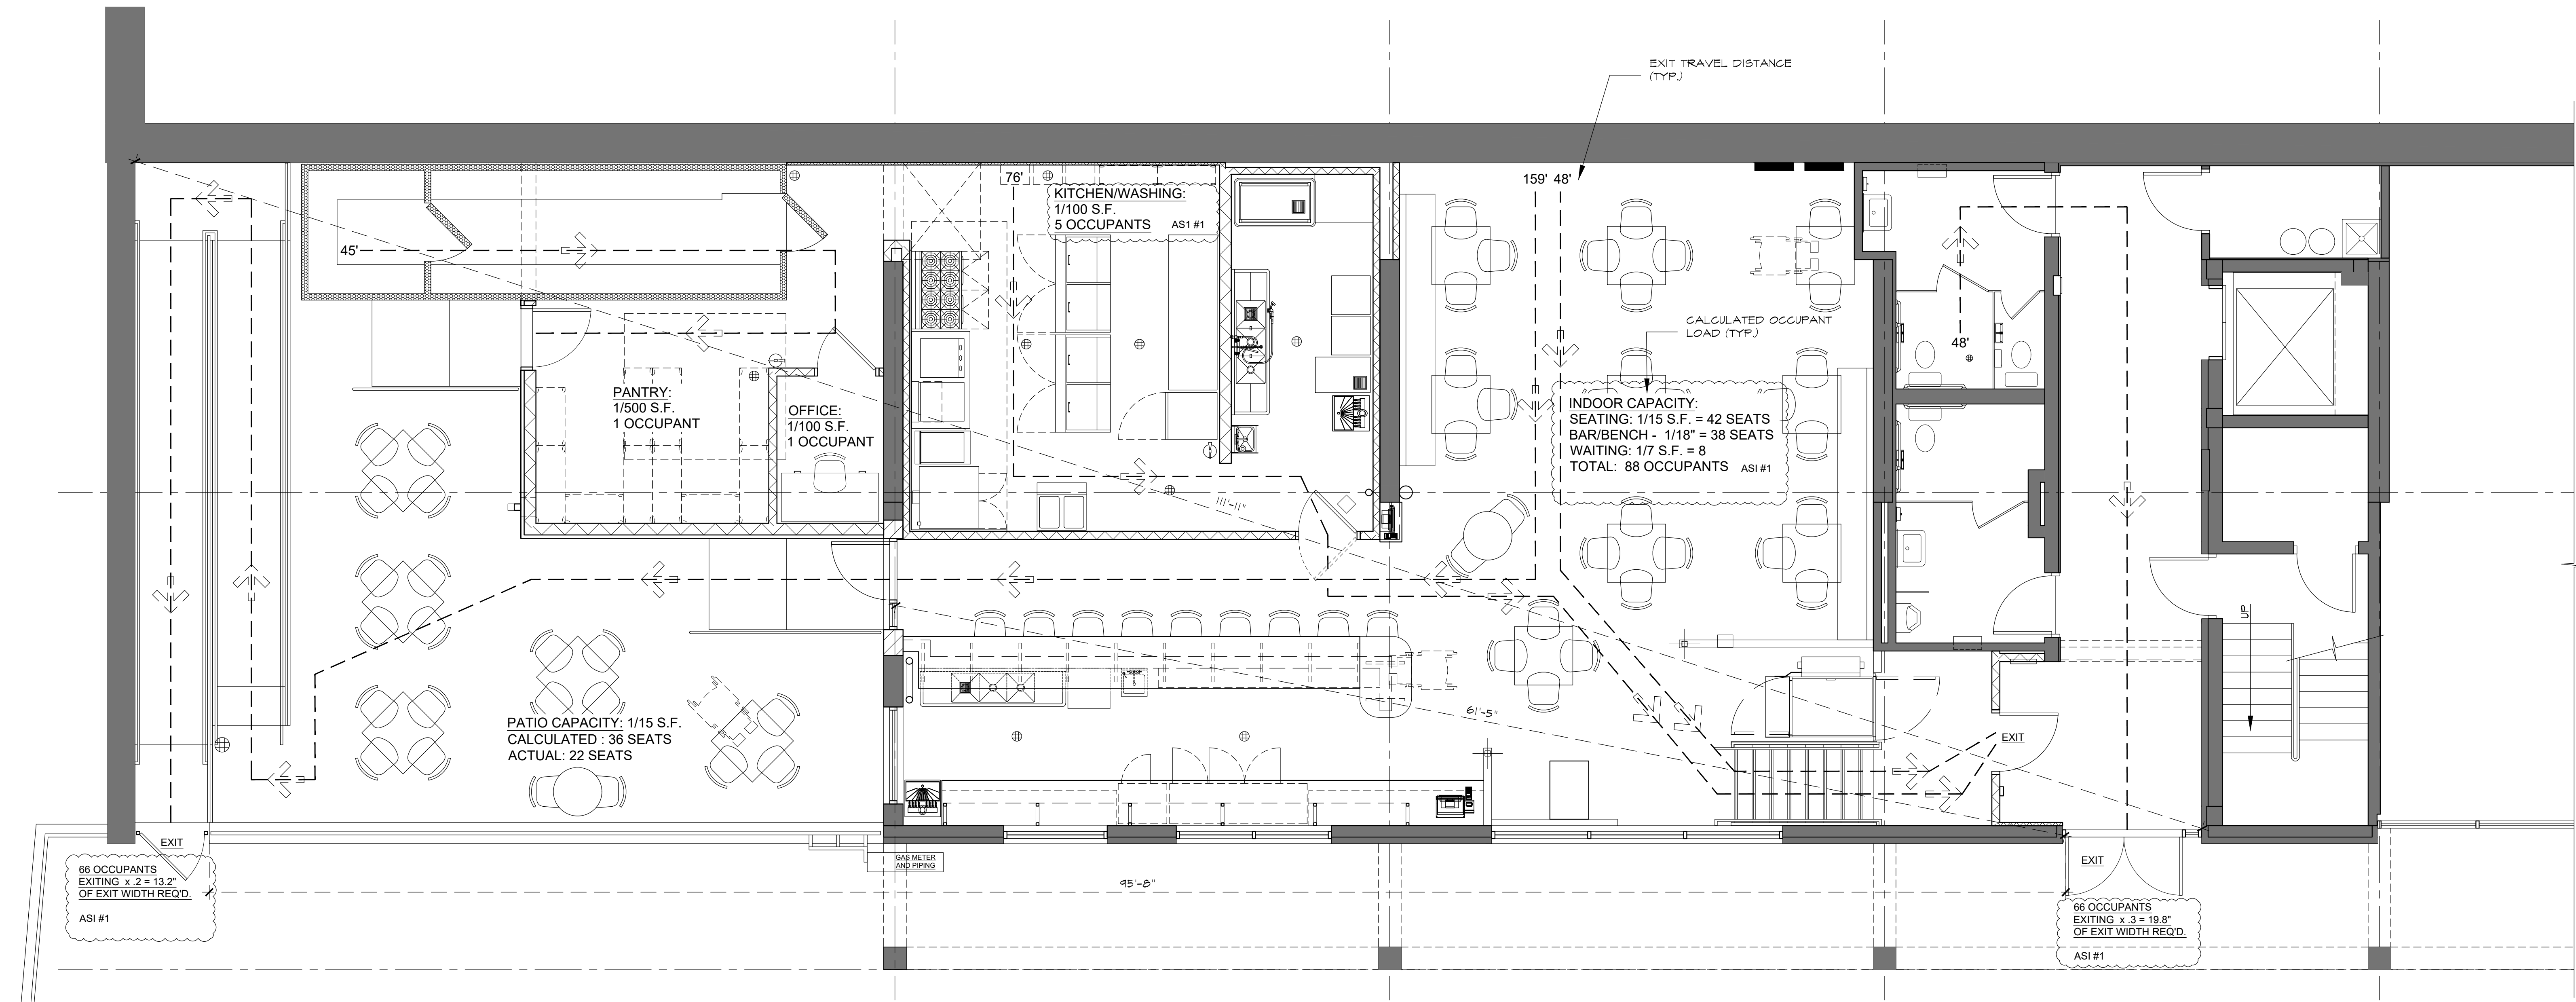 EXIT TRAVEL DISTANCE
(TYP.)
76'
KITCHEN/WASHING:
1/100 S.F.
5 OCCUPANTS
AS1 #1
159' 48'
45'
CALCULATED OCCUPANT
LOAD (TYP.)
48'
PANTRY:
1/500 S.F.
1 OCCUPANT
OFFICE:
1/100 S.F.
1 OCCUPANT
INDOOR CAPACITY:
SEATING: 1/15 S.F. = 42 SEATS
BAR/BENCH - 1/18" = 38 SEATS
WAITING: 1/7 S.F. = 8
TOTAL: 88 OCCUPANTS ASI #1
111'-11"
UP
61'-5"
PATIO CAPACITY: 1/15 S.F.
CALCULATED : 36 SEATS
ACTUAL: 22 SEATS
EXIT
EXIT
GAS METER
AND PIPING
EXIT
66 OCCUPANTS
EXITING x .2 = 13.2"
OF EXIT WIDTH REQ'D.
ASI #1
95'-8"
66 OCCUPANTS
EXITING x .3 = 19.8"
OF EXIT WIDTH REQ'D.
ASI #1